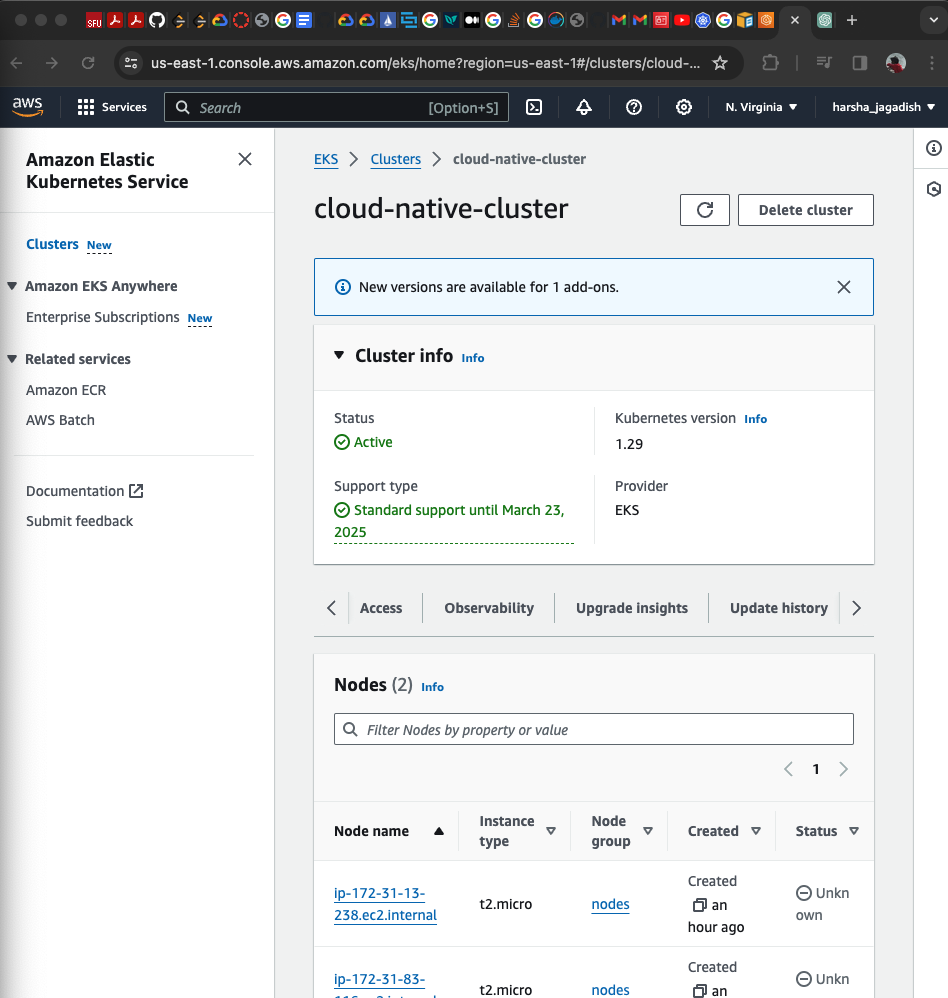 SFU
us-east-1.console.aws.amazon.com/eks/home?region=us-east-1#/clusters/cloud-...
aws
Services
Search
[Option+S]
N. Virginia
harsha_jagadish
Amazon Elastic
Kubernetes Service
Clusters New
Amazon EKS Anywhere
Enterprise Subscriptions New
Related services
Amazon ECR
AWS Batch
Documentation
Submit feedback
EKS
Clusters
cloud-native-cluster
cloud-native-cluster
Delete cluster
New versions are available for 1 add-ons.
Cluster info Info
Status
Active
Kubernetes version Info
1.29
Support type
Standard support until March 23,
2025
Provider
EKS
Access
Observability
Upgrade insights
Update history
Nodes (2) Info
Filter Nodes by property or value
1
Node name
Instance
type
Node
group
Created
Status
ip-172-31-13-
238.ec2.internal
t2.micro
nodes
Created
an
hour ago
Unkn
own
ip-172-31-83-
t2.micro
nodes
Created
an
Unkn